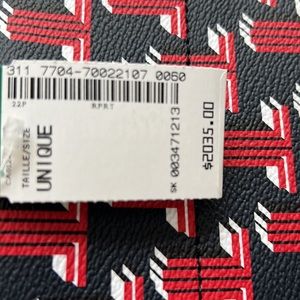 311 7704-70022107 0060
22P RPRT
TAILLE/SIZE
UNIQUE
SK 003471213
$2035.00